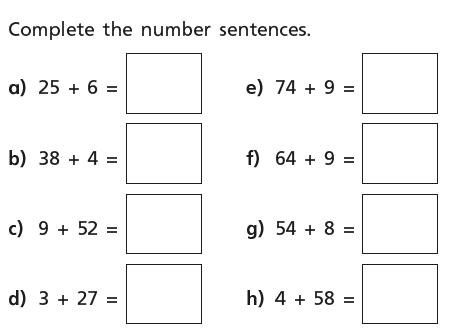 Complete the number sentences.
a) 25 + 6 =
e) 74 + 9 =
b) 38 + 4 =
f) 64 + 9 =
c) 9 + 52 =
g) 54 + 8 =
d) 3 + 27 =
h) 4 + 58 =